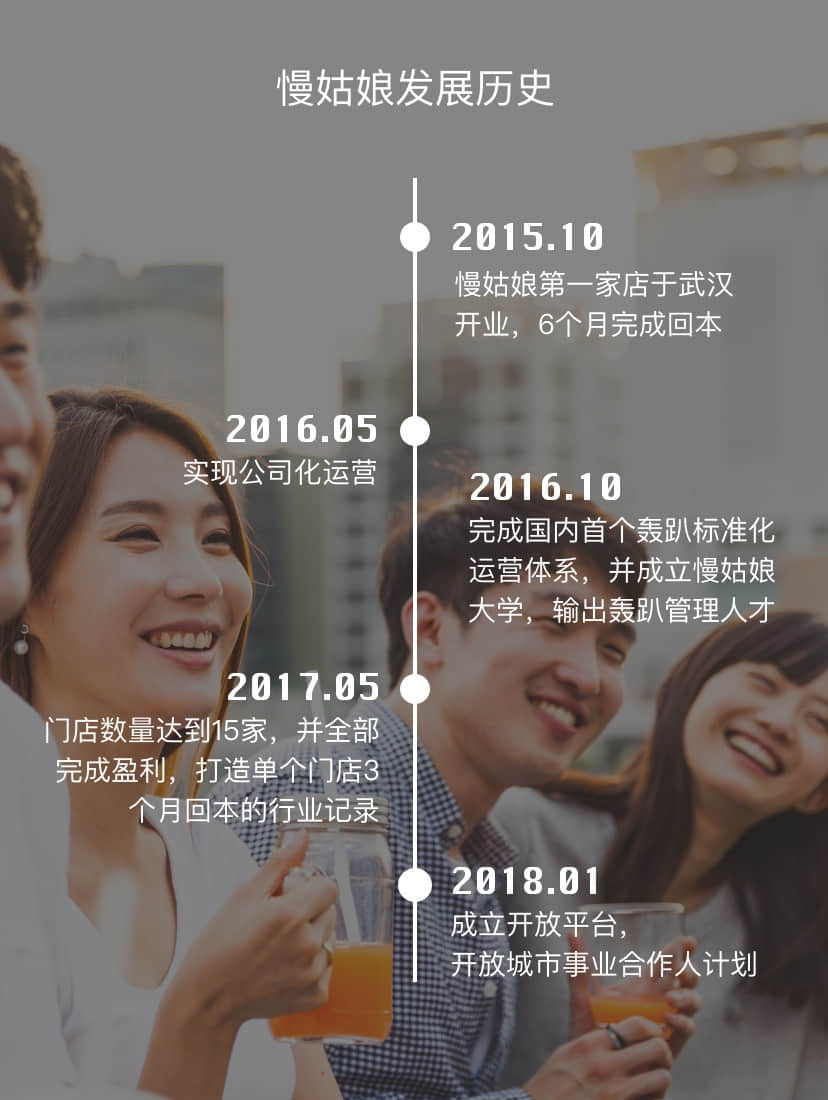 慢姑娘发展历史
2015.10
慢姑娘第一家店于武汉
开业，6个月完成回本
2016.05
实现公司化运营
2016.10
完成国内首个轰趴标准化
运营体系，并成立慢姑娘
大学，输出轰趴管理人才
2017.05
门店数量达到15家，并全部
完成盈利，打造单个门店3
个月回本的行业记录
2018.01
成立开放平台，
开放城市事业合作人计划